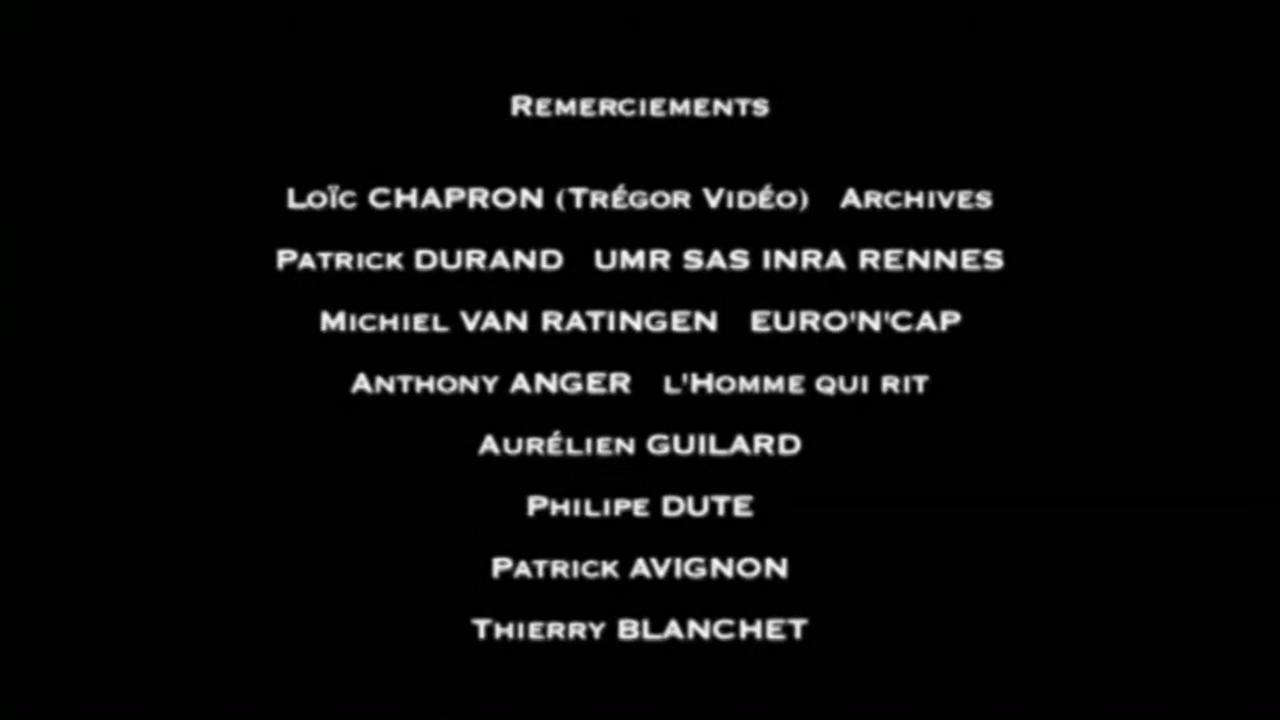 Remerciements
Loïc CHAPRON (Trégor Vidéo) Archives
Patrick DURAND UMR SAS INRA RENNES
Michiel VAN RATINGEN EURO'N'CAP
Anthony ANGER l'Homme qui rit
Aurélien GUILARD
Philipe DUTE
Patrick AVIGNON
Thierry BLANCHET